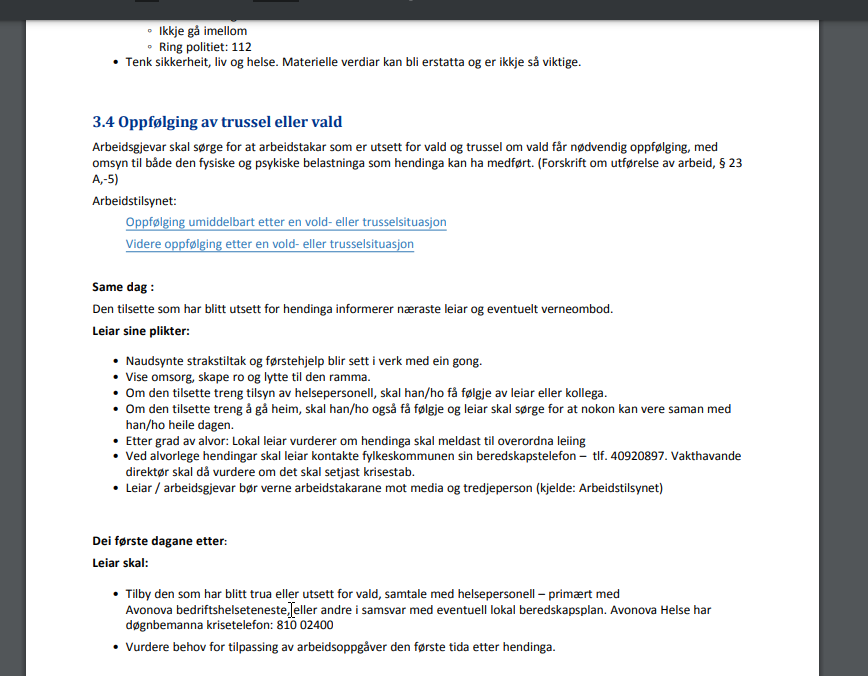 ◦ Ikkje gå imellom
◦ Ring politiet: 112
• Tenk sikkerheit, liv og helse. Materielle verdiar kan bli erstatta og er ikkje så viktige.
3.4 Oppfølging av trussel eller vald
Arbeidsgjevar skal sørge for at arbeidstakar som er utsett for vald og trussel om vald får nødvendig oppfølging, med
omsyn til både den fysiske og psykiske belastninga som hendinga kan ha medført. (Forskrift om utførelse av arbeid, § 23
A,-5)
Arbeidstilsynet:
Oppfølging umiddelbart etter en vold- eller trusselsituasjon
Videre oppfølging etter en vold- eller trusselsituasjon
Same dag :
Den tilsette som har blitt utsett for hendinga informerer næraste leiar og eventuelt verneombod.
Leiar sine plikter:
• Naudsynte strakstiltak og førstehjelp blir sett i verk med ein gong.
• Vise omsorg, skape ro og lytte til den ramma.
• Om den tilsette treng tilsyn av helsepersonell, skal han/ho få følgje av leiar eller kollega.
• Om den tilsette treng å gå heim, skal han/ho også få følgje og leiar skal sørge for at nokon kan vere saman med
han/ho heile dagen.
• Etter grad av alvor: Lokal leiar vurderer om hendinga skal meldast til overordna leiing
• Ved alvorlege hendingar skal leiar kontakte fylkeskommunen sin beredskapstelefon – tlf. 40920897. Vakthavande
direktør skal då vurdere om det skal setjast krisestab.
• Leiar / arbeidsgjevar bør verne arbeidstakarane mot media og tredjeperson (kjelde: Arbeidstilsynet)
Dei første dagane etter:
Leiar skal:
• Tilby den som har blitt trua eller utsett for vald, samtale med helsepersonell – primært med
Avonova bedriftshelseteneste, eller andre i samsvar med eventuell lokal beredskapsplan. Avonova Helse har
døgnbemanna krisetelefon: 810 02400
• Vurdere behov for tilpassing av arbeidsoppgåver den første tida etter hendinga.